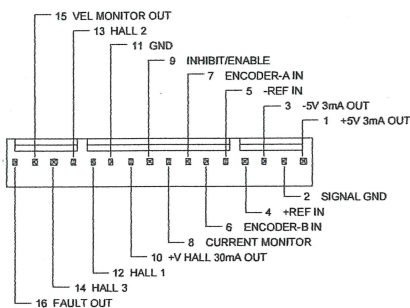 15 VEL MONITOR OUT
13 HALL 2
11 GND
9 INHIBIT/ENABLE
7 ENCODER-A IN
5 -REF IN
3 -5V 3mA OUT
1 +5V 3mA OUT
2 SIGNAL GND
4 +REF IN
6 ENCODER-B IN
8 CURRENT MONITOR
10 +V HALL 30mA OUT
12 HALL 1
14 HALL 3
16 FAULT OUT